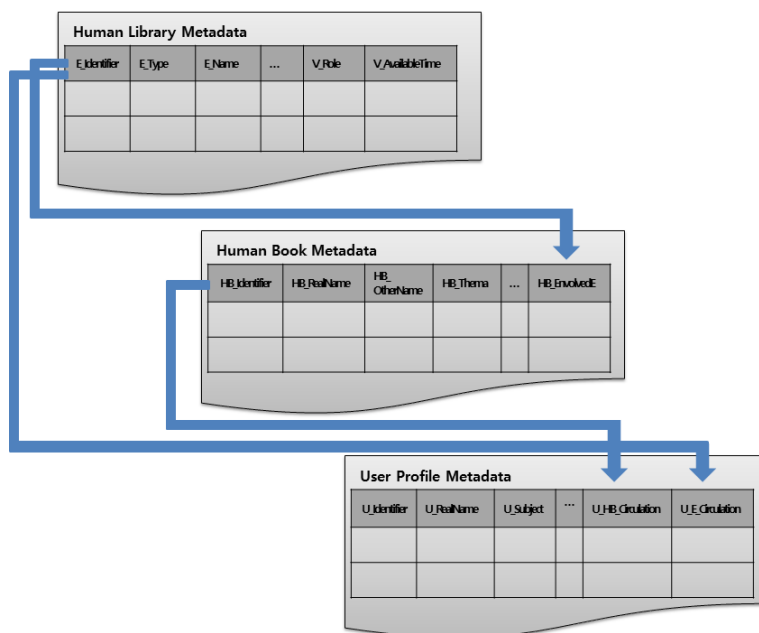 Human Library Metadata
E_Identifier E_Type E_Name ... V_Role V_AvailableTime
Human Book Metadata
HB_Identifier HB_RealName HB_ OtherName HB_Thema ... HB_EnvolvedE
User Profile Metadata
U_Identifier U_RealName U_Subject ... U_HB_Circulation U_E_Circulation